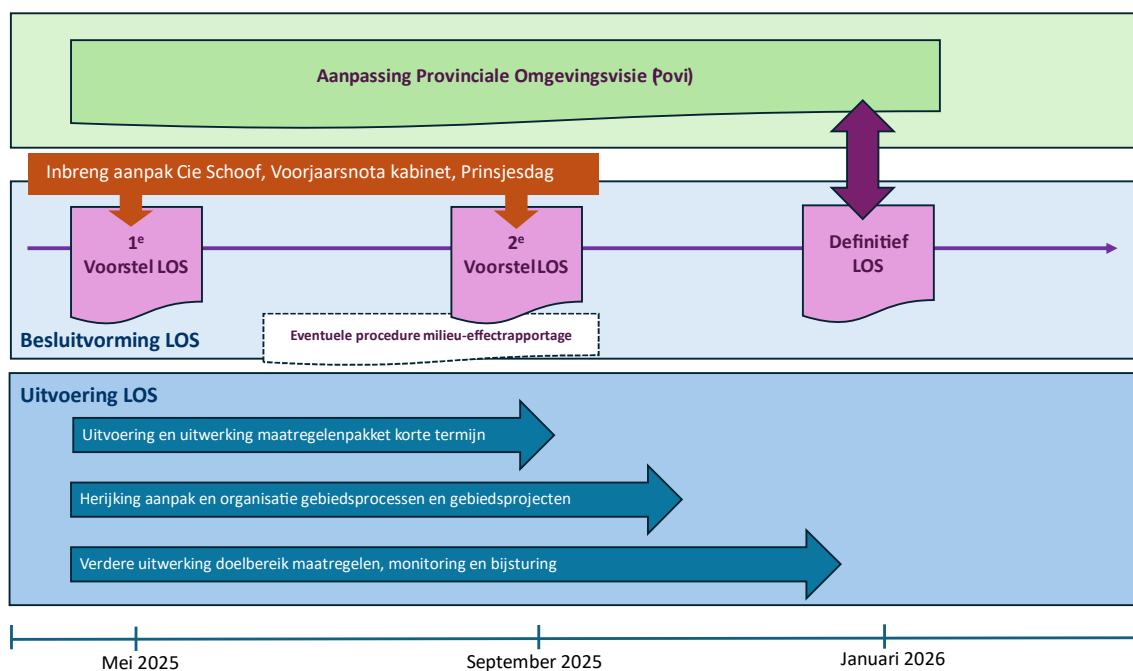 Aanpassing Provinciale Omgevingsvisie (Povi)
Inbreng aanpak Cie Schoof, Voorjaarsnota kabinet, Prinsjesdag
1e
Voorstel LOS
2e
Voorstel LOS
Definitief
LOS
Eventuele procedure milieu-effectrapportage
Besluitvorming LOS
Uitvoering LOS
Uitvoering en uitwerking maatregelenpakket korte termijn
Herijking aanpak en organisatie gebiedsprocessen en gebiedsprojecten
Verdere uitwerking doelbereik maatregelen, monitoring en bijsturing
Mei 2025
September 2025
Januari 2026